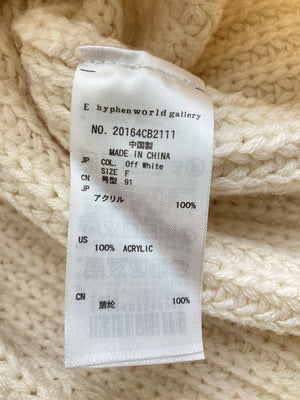 E hyphen world gallery
NO. 20164CB2111
中国製
MADE IN CHINA
JP COL. Off White
SIZE F
CN 号型 91
JP
アクリル 100%
US
100% ACRYLIC
CN
腈纶 100%